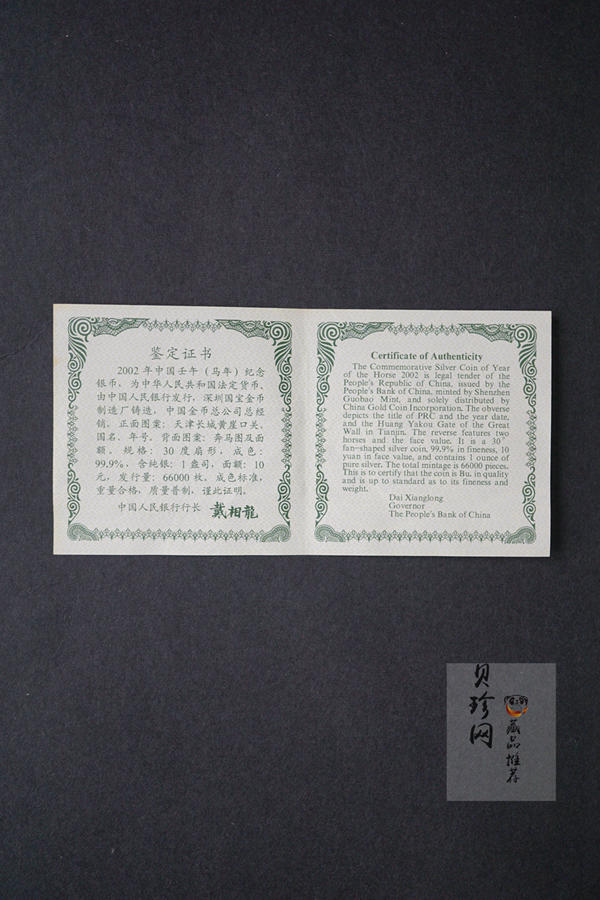 鉴定证书
2002 年中国壬午（马年）纪念
银币，为中华人民共和国法定货币，
由中国人民银行发行，深圳国宝金币
制造厂铸造，中国金币总公司总经
销。正面图案：天津长城黄崖口关、
国名、年号。背面图案：奔马图及面
额。规格：30 度扇形，成色：
99.9%，含纯银：1 盎司，面额：10
元，发行量：66000 枚。成色标准，
重量合格，质量普制，谨此证明。
中国人民银行行长 戴相龍
Certificate of Authenticity
The Commemorative Silver Coin of Year
of the Horse 2002 is legal tender of the
People's Republic of China, issued by the
People's Bank of China, minted by Shenzhen
Guobao Mint, and solely distributed by
China Gold Coin Incorporation. The obverse
depicts the title of PRC and the year date,
and the Huang Yakou Gate of the Great
Wall in Tianjin. The reverse features two
horses and the face value. It is a 30°
fan-shaped silver coin, 99.9% in fineness, 10
yuan in face value, and contains 1 ounce of
pure silver. The total mintage is 66000 pieces.
This is to certify that the coin is Bu. in quality
and is up to standard as to its fineness and
weight.
Dai Xianglong
Governor
The People's Bank of China
贝珍网
藏品推荐